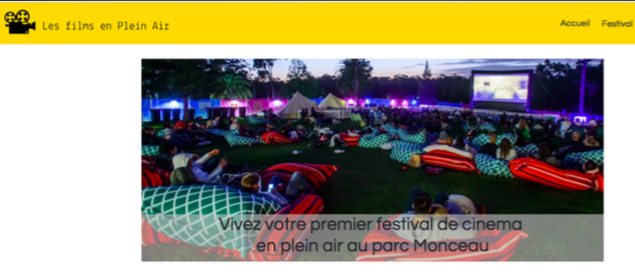 Les films en Plein Air
Accueil Festival
Vivez votre premier festival de cinema
en plein air au parc Monceau